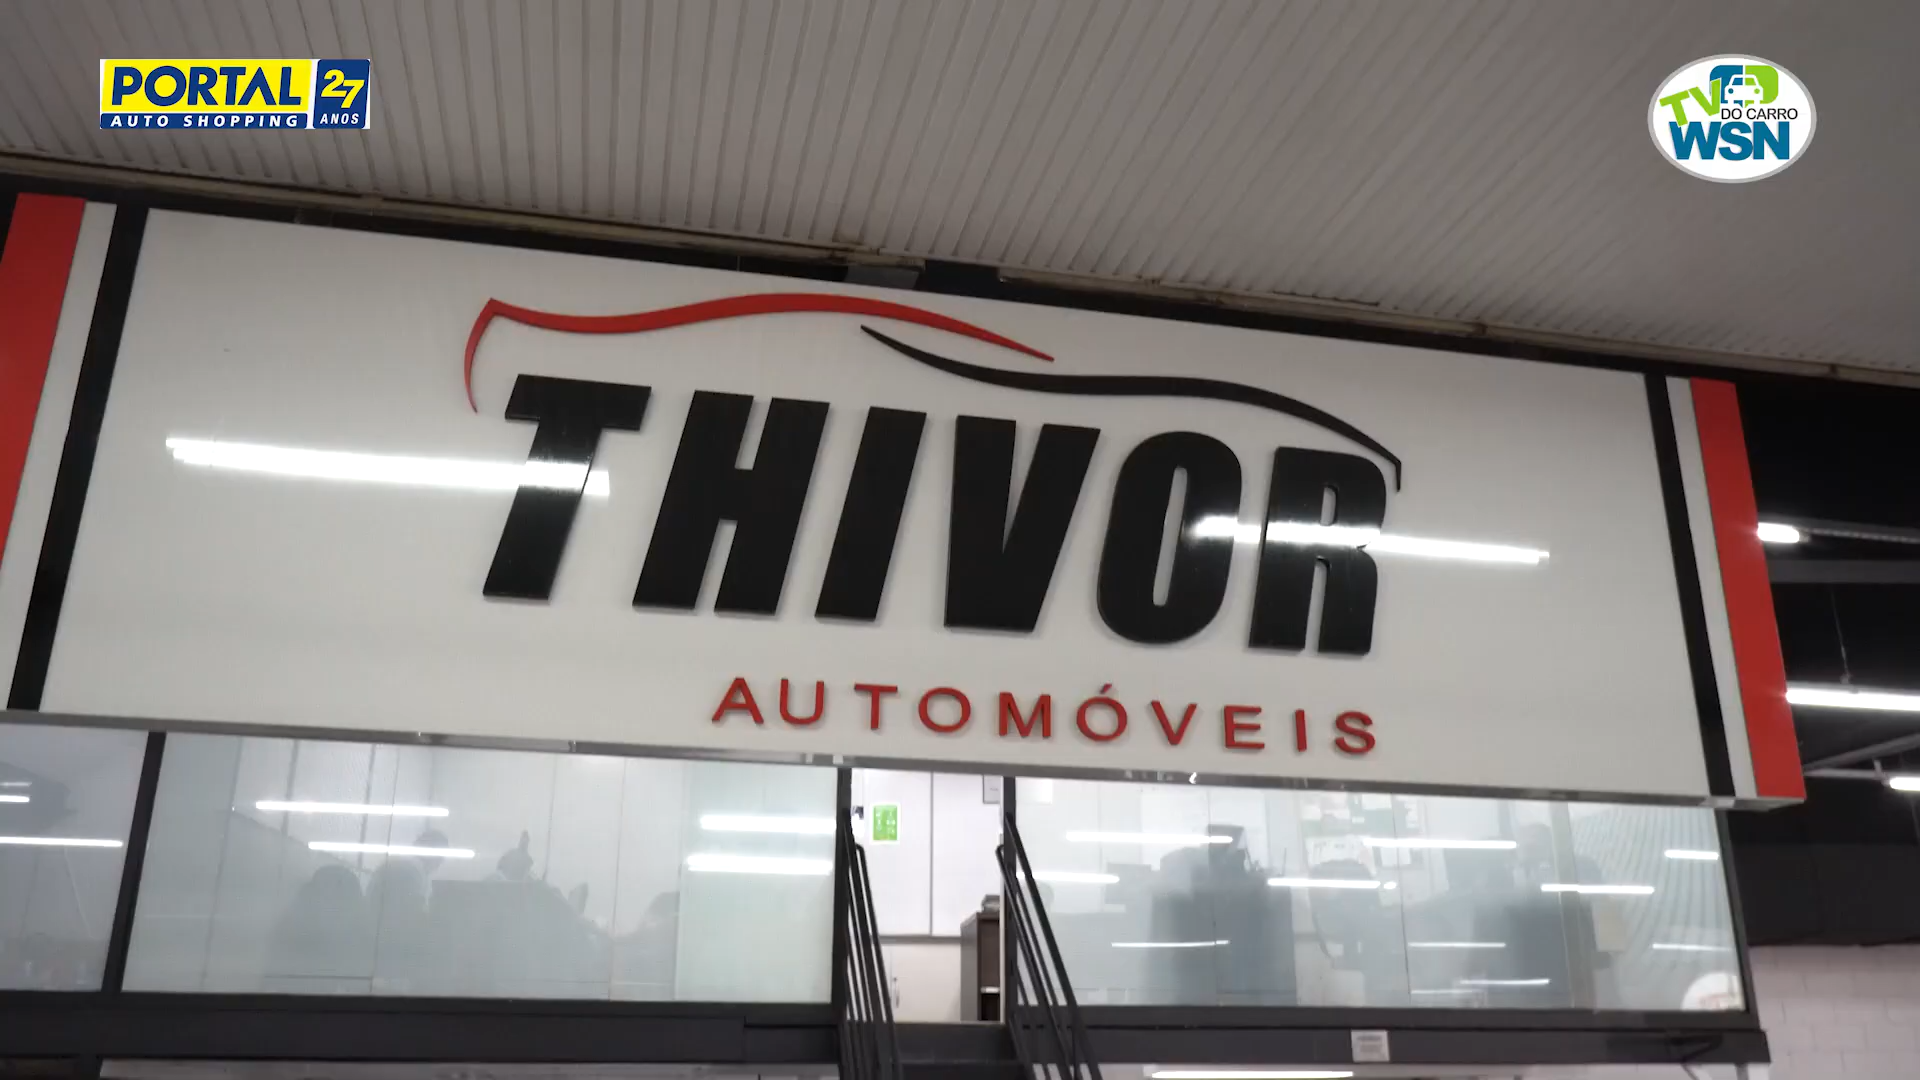 PORTAL 27
AUTO SHOPPING ANOS
TV DO CARRO
WSN
THIVOR
AUTOMÓVEIS